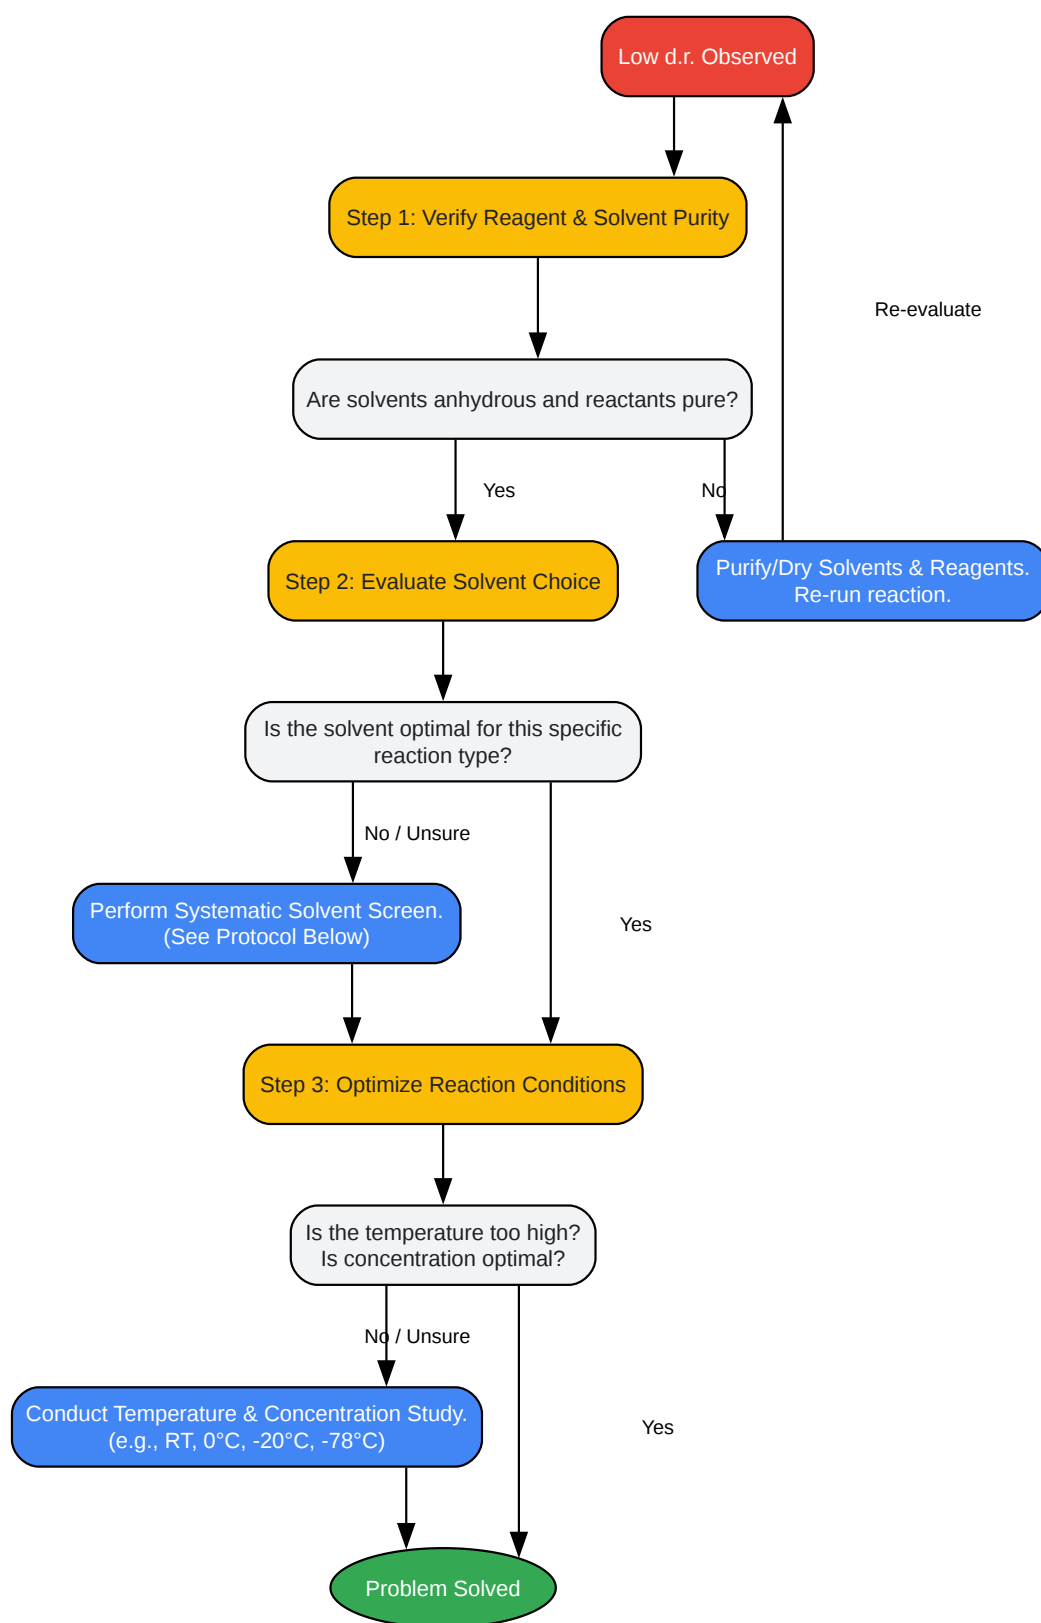 Low d.r. Observed
Step 1: Verify Reagent & Solvent Purity
Re-evaluate
Are solvents anhydrous and reactants pure?
Yes
No
Step 2: Evaluate Solvent Choice
Purify/Dry Solvents & Reagents.
Re-run reaction.
Is the solvent optimal for this specific
reaction type?
No / Unsure
Perform Systematic Solvent Screen.
(See Protocol Below)
Yes
Step 3: Optimize Reaction Conditions
Is the temperature too high?
Is concentration optimal?
No / Unsure
Conduct Temperature & Concentration Study.
(e.g., RT, 0°C, -20°C, -78°C)
Yes
Problem Solved